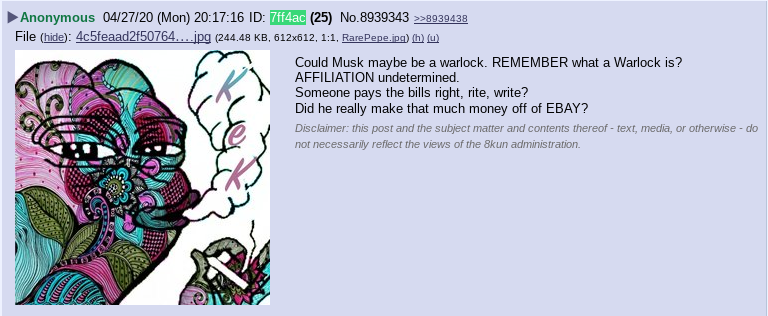 ▶Anonymous 04/27/20 (Mon) 20:17:16 ID: 7ff4ac (25) No.8939343 >>8939438
File (hide): 4c5feaad2f50764….jpg (244.48 KB, 612x612, 1:1, RarePepe.jpg) (h) (u)
Could Musk maybe be a warlock. REMEMBER what a Warlock is?
AFFILIATION undetermined.
Someone pays the bills right, rite, write?
Did he really make that much money off of EBAY?
Disclaimer: this post and the subject matter and contents thereof - text, media, or otherwise - do
not necessarily reflect the views of the 8kun administration.
KeK